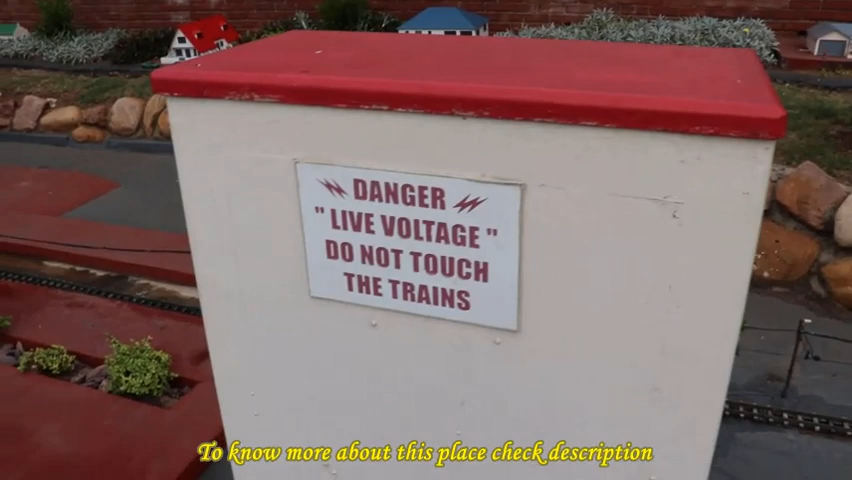 DANGER
"LIVE VOLTAGE"
DO NOT TOUCH
THE TRAINS
To know more about this place check description